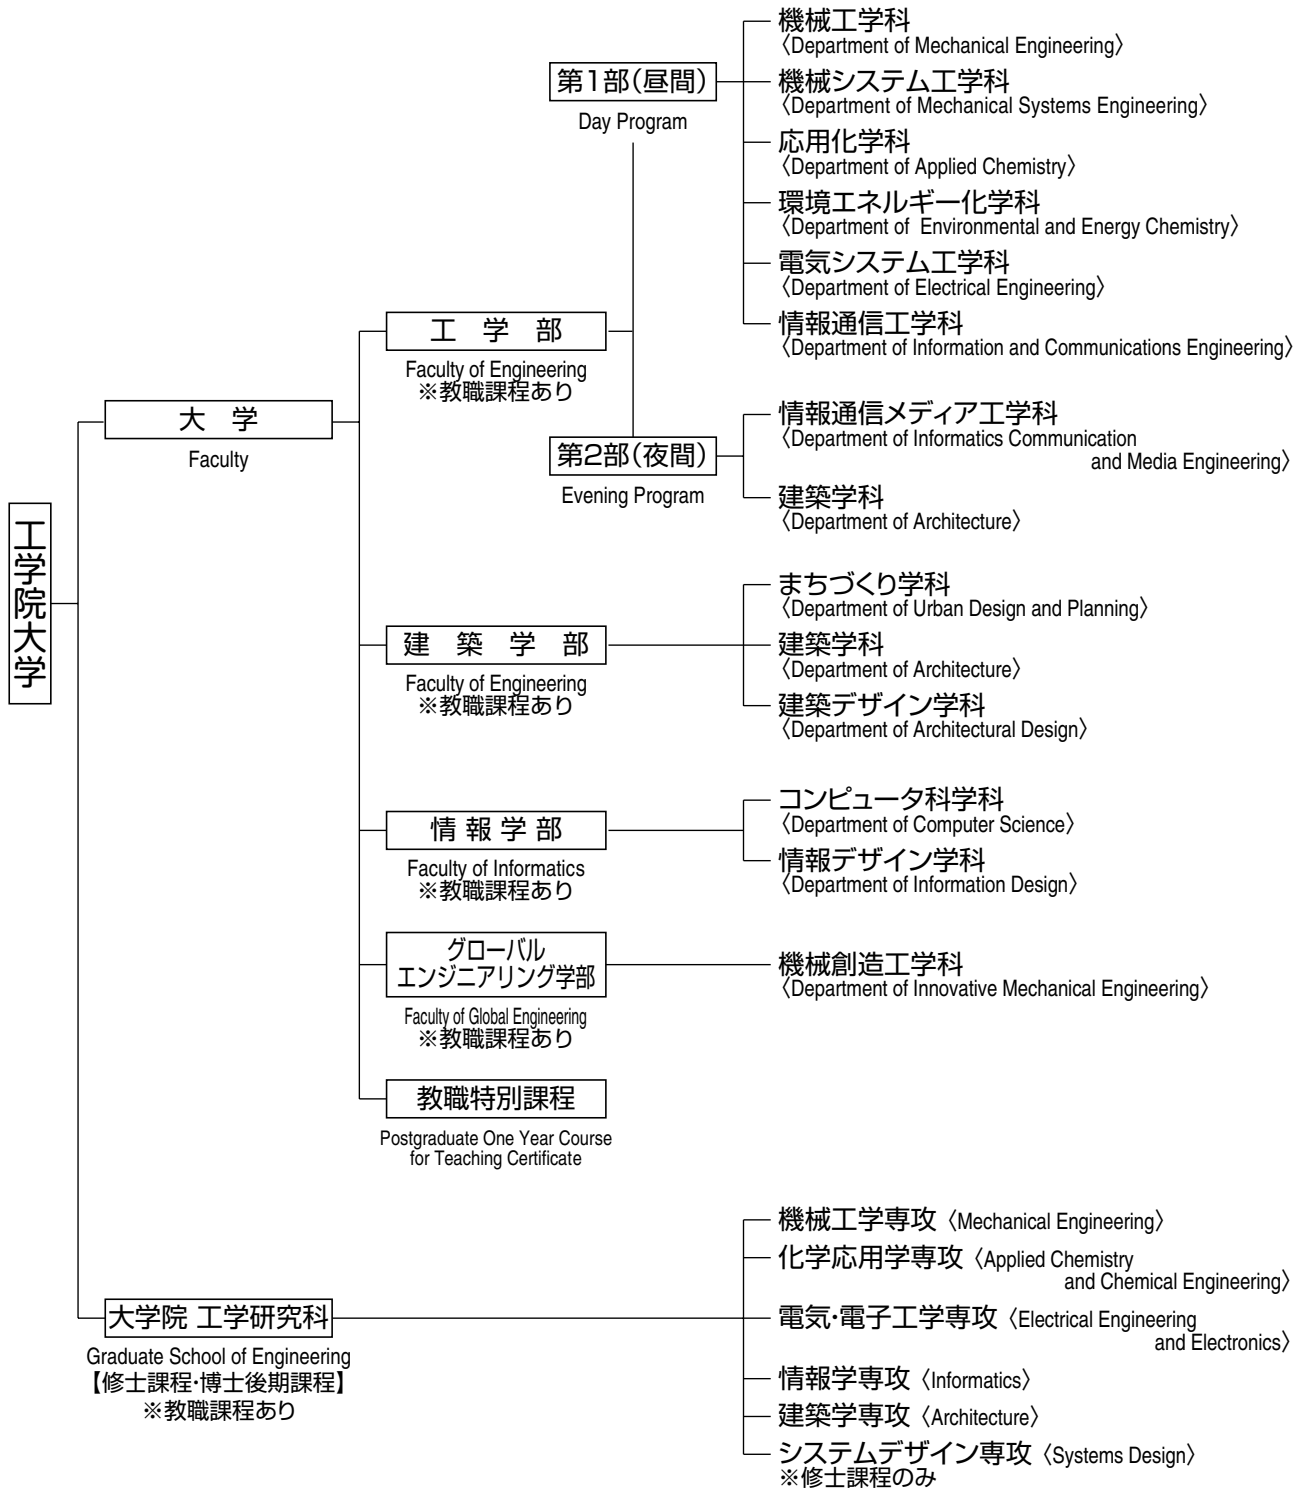 工学院大学
大 学
Faculty
工 学 部
Faculty of Engineering
※教職課程あり
第1部(昼間)
Day Program
機械工学科
〈Department of Mechanical Engineering〉
機械システム工学科
〈Department of Mechanical Systems Engineering〉
応用化学科
〈Department of Applied Chemistry〉
環境エネルギー化学科
〈Department of Environmental and Energy Chemistry〉
電気システム工学科
〈Department of Electrical Engineering〉
情報通信工学科
〈Department of Information and Communications Engineering〉
第2部(夜間)
Evening Program
情報通信メディア工学科
〈Department of Informatics Communication
and Media Engineering〉
建築学科
〈Department of Architecture〉
建 築 学 部
Faculty of Engineering
※教職課程あり
まちづくり学科
〈Department of Urban Design and Planning〉
建築学科
〈Department of Architecture〉
建築デザイン学科
〈Department of Architectural Design〉
情 報 学 部
Faculty of Informatics
※教職課程あり
コンピュータ科学科
〈Department of Computer Science〉
情報デザイン学科
〈Department of Information Design〉
グローバル
エンジニアリング学部
Faculty of Global Engineering
※教職課程あり
機械創造工学科
〈Department of Innovative Mechanical Engineering〉
教職特別課程
Postgraduate One Year Course
for Teaching Certificate
大学院 工学研究科
Graduate School of Engineering
【修士課程・博士後期課程】
※教職課程あり
機械工学専攻〈Mechanical Engineering〉
化学応用学専攻〈Applied Chemistry
and Chemical Engineering〉
電気・電子工学専攻〈Electrical Engineering
and Electronics〉
情報学専攻〈Informatics〉
建築学専攻〈Architecture〉
システムデザイン専攻〈Systems Design〉
※修士課程のみ